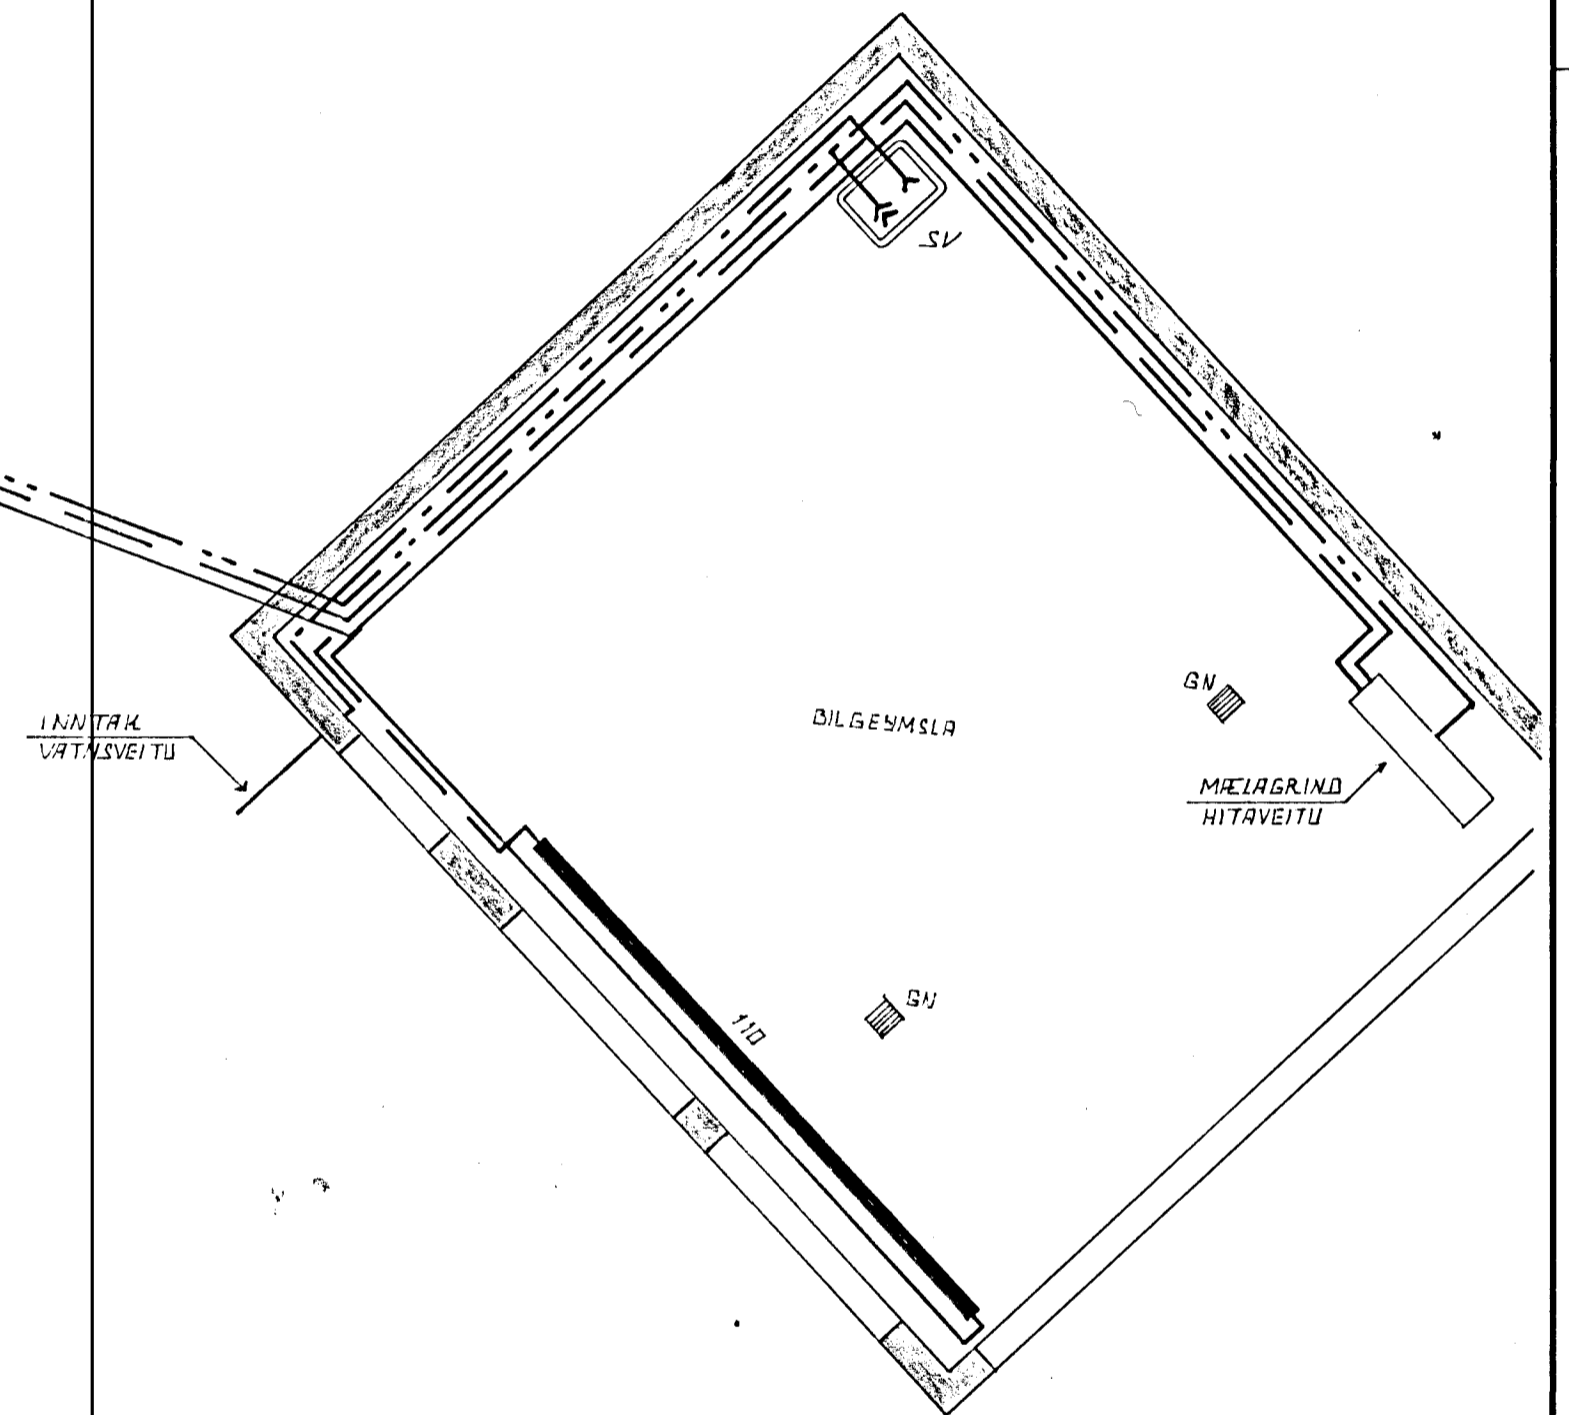 SV
GN
BILGEYMSLA
INNTAK
VATNSVEITU
MÆLAGRIND
HITAVEITU
GN
110